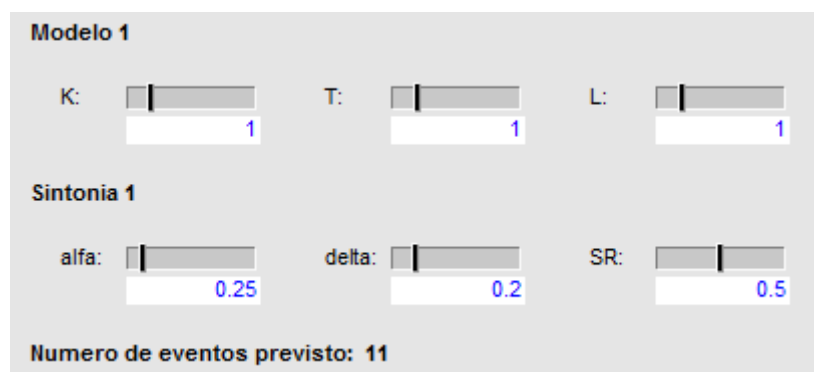 Modelo 1
K: T: L:
1 1 1
Sintonia 1
alfa: delta: SR:
0.25 0.2 0.5
Numero de eventos previsto: 11